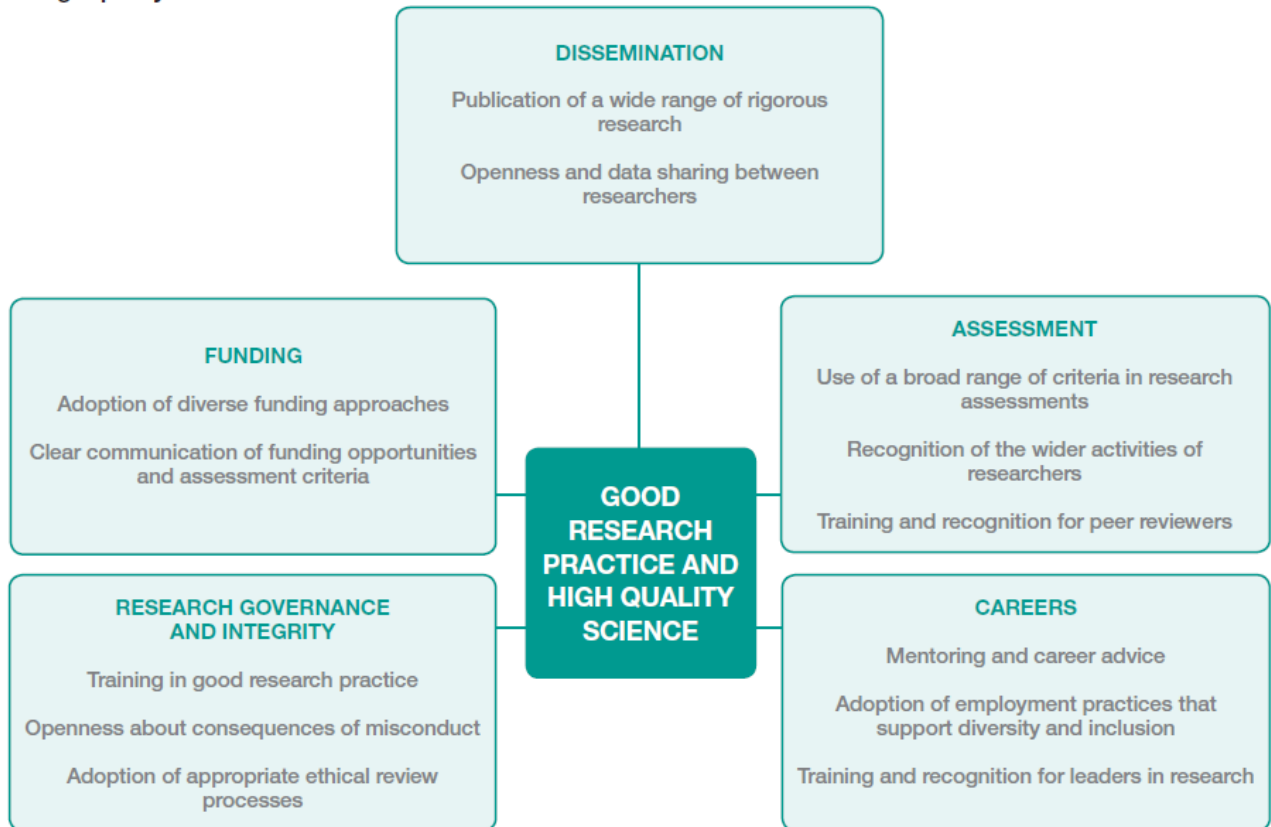 DISSEMINATION
Publication of a wide range of rigorous
research
Openness and data sharing between
researchers
FUNDING
Adoption of diverse funding approaches
Clear communication of funding opportunities
and assessment criteria
ASSESSMENT
Use of a broad range of criteria in research
assessments
Recognition of the wider activities of
researchers
Training and recognition for peer reviewers
GOOD
RESEARCH
PRACTICE AND
HIGH QUALITY
SCIENCE
RESEARCH GOVERNANCE
AND INTEGRITY
Training in good research practice
Openness about consequences of misconduct
Adoption of appropriate ethical review
processes
CAREERS
Mentoring and career advice
Adoption of employment practices that
support diversity and inclusion
Training and recognition for leaders in research